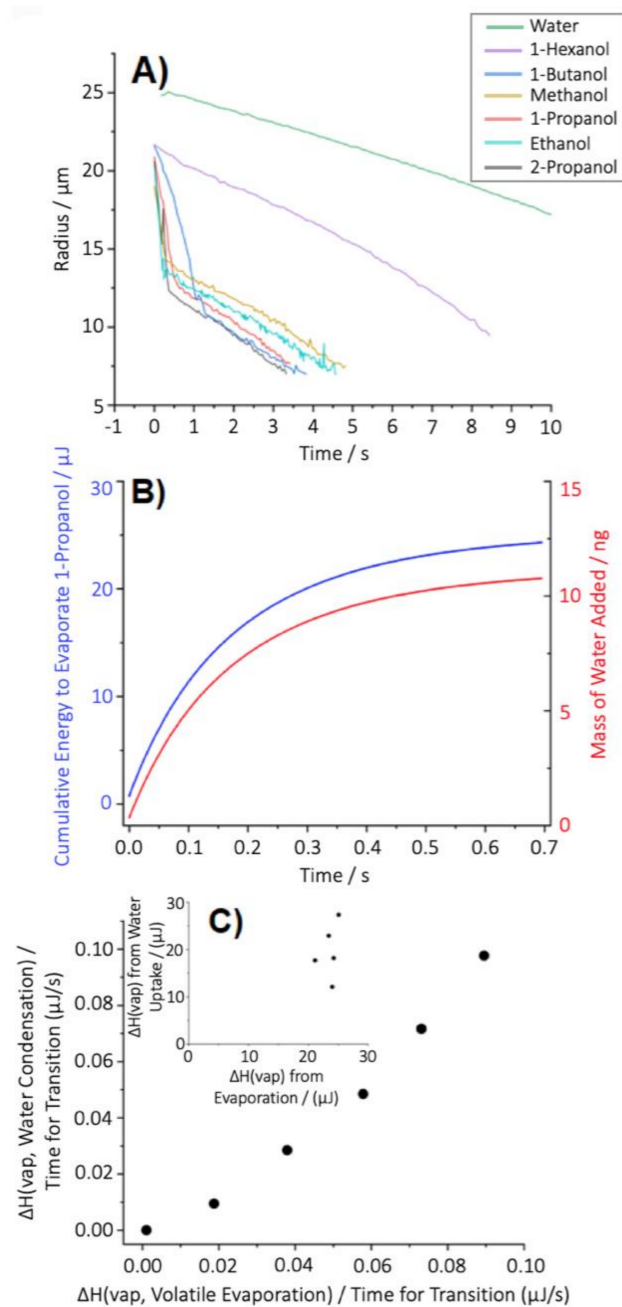 Water
1-Hexanol
1-Butanol
Methanol
1-Propanol
Ethanol
2-Propanol
A)
Radius / μm
25
20
15
10
5
-1 0 1 2 3 4 5 6 7 8 9 10
Time / s
B)
Cumulative Energy to Evaporate 1-Propanol / μJ
30
20
10
0
Mass of Water Added / ng
15
10
5
0
0.0 0.1 0.2 0.3 0.4 0.5 0.6 0.7
Time / s
C)
ΔH(vap, Water Condensation) /
Time for Transition (μJ/s)
0.10
0.08
0.06
0.04
0.02
0.00
ΔH(vap) from Water
Uptake / (μJ)
30
20
10
0
0 10 20 30
ΔH(vap) from
Evaporation / (μJ)
0.00 0.02 0.04 0.06 0.08 0.10
ΔH(vap, Volatile Evaporation) / Time for Transition (μJ/s)